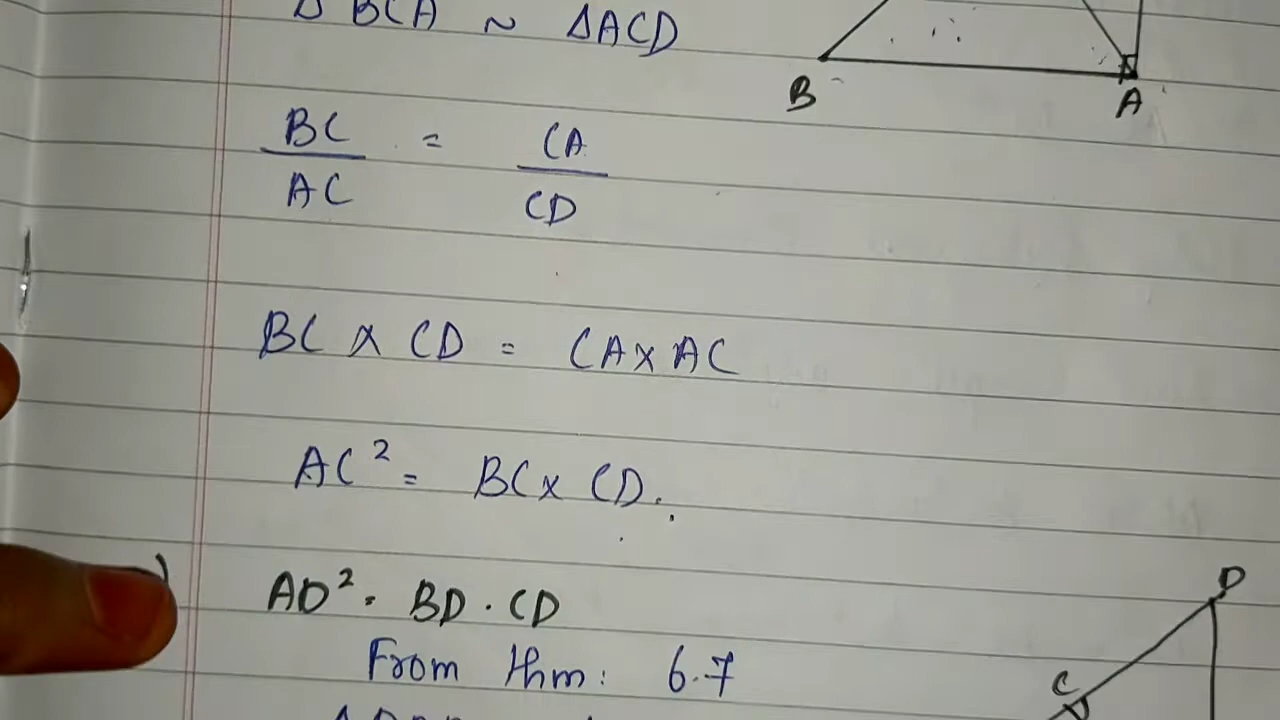 Δ BCA ~ ΔACD
B A
BC = CA
AC CD
BC x CD = CA x AC
AC² = BC x CD.
) AD² = BD . CD
D
From thm: 6.7
C